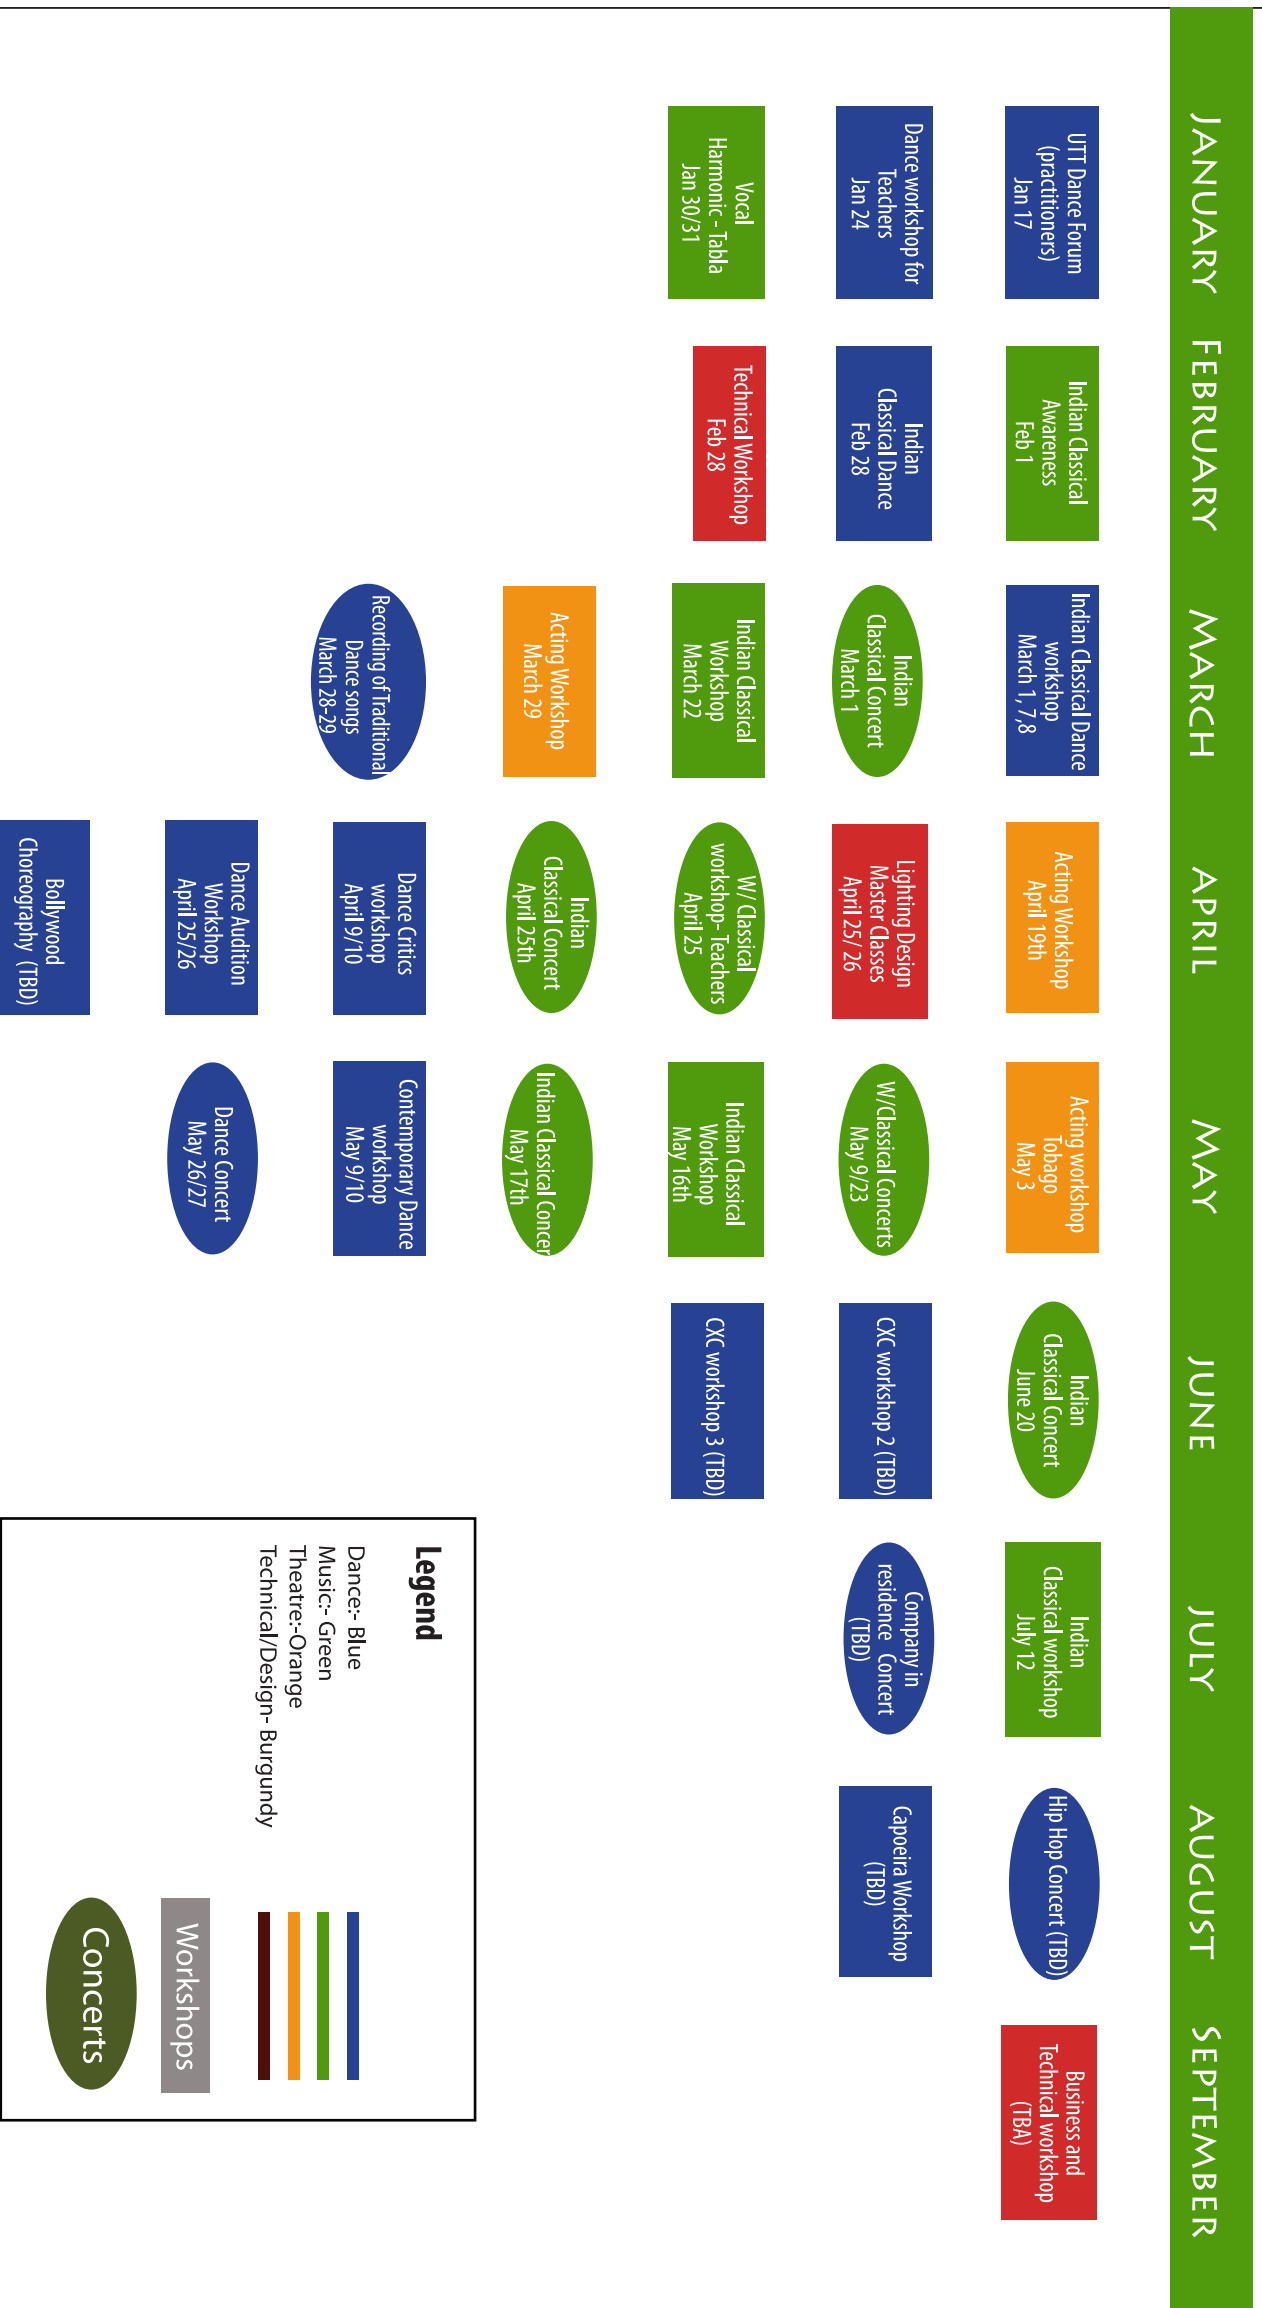 JANUARY
FEBRUARY
MARCH
APRIL
MAY
JUNE
JULY
AUGUST
SEPTEMBER
UTT Dance Forum
(practitioners)
Jan 17
Dance workshop for
Teachers
Jan 24
Vocal
Harmonic - Tabla
Jan 30/31
Indian Classical
Awareness
Feb 1
Indian
Classical Dance
Feb 28
Technical Workshop
Feb 28
Indian Classical Dance
workshop
March 1, 7,8
Indian
Classical Concert
March 1
Indian Classical
Workshop
March 22
Acting Workshop
March 29
Recording of Traditional
Dance songs
March 28-29
Acting Workshop
April 19th
Lighting Design
Master Classes
April 25/ 26
W/ Classical
workshop- Teachers
April 25
Indian
Classical Concert
April 25th
Dance Critics
workshop
April 9/10
Dance Audition
Workshop
April 25/26
Bollywood
Choreography (TBD)
Acting workshop
Tobago
May 3
W/Classical Concerts
May 9/23
Indian Classical
Workshop
May 16th
Indian Classical Concer
May 17th
Contemporary Dance
workshop
May 9/10
Dance Concert
May 26/27
Indian
Classical Concert
June 20
CXC workshop 2 (TBD)
CXC workshop 3 (TBD)
Indian
Classical workshop
July 12
Company in
residence Concert
(TBD)
Hip Hop Concert (TBD)
Capoeira Workshop
(TBD)
Business and
Technical workshop
(TBA)
Legend
Dance:- Blue
Music:- Green
Theatre:-Orange
Technical/Design- Burgundy
Workshops
Concerts